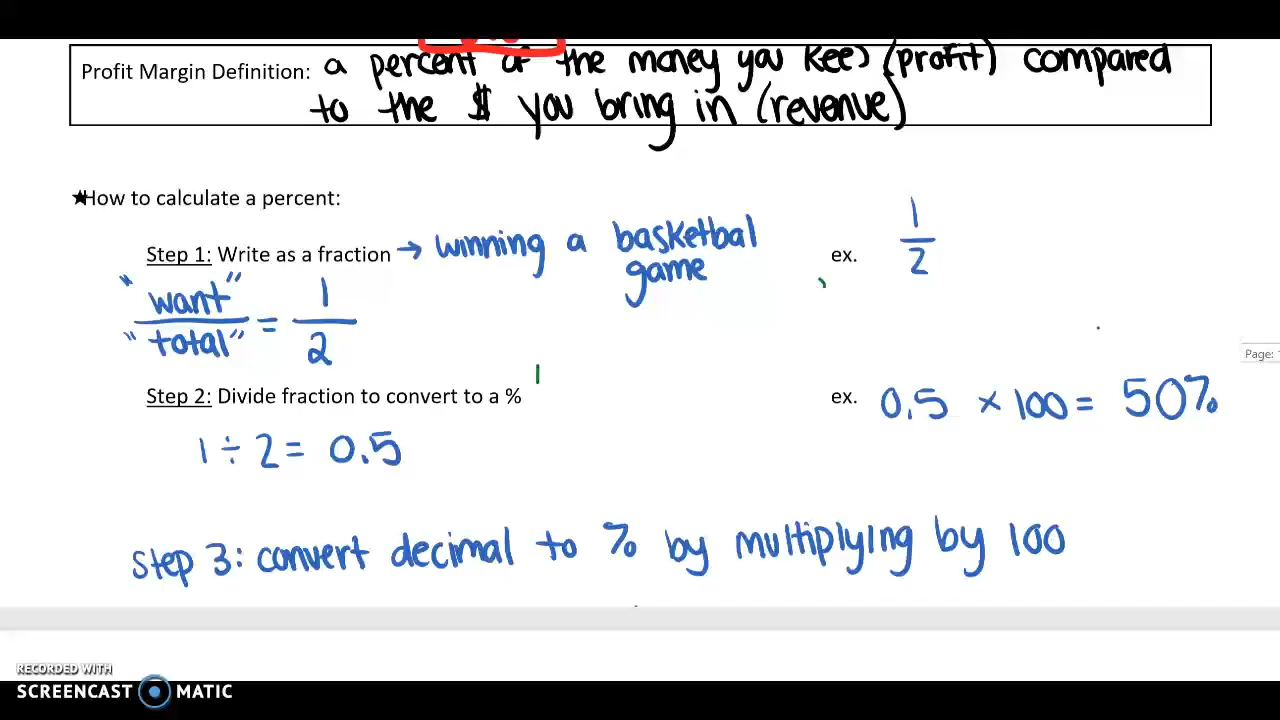 Profit Margin Definition: a percent of the money you keep (profit) compared
to the $ you bring in (revenue)
★How to calculate a percent:
Step 1: Write as a fraction → winning a basketbal
game
ex. 1/2
"want"/"total" = 1/2
Step 2: Divide fraction to convert to a %
ex. 0.5 × 100 = 50%
1 ÷ 2 = 0.5
Step 3: convert decimal to % by multiplying by 100
Page: 1
RECORDED WITH
SCREENCAST MATIC